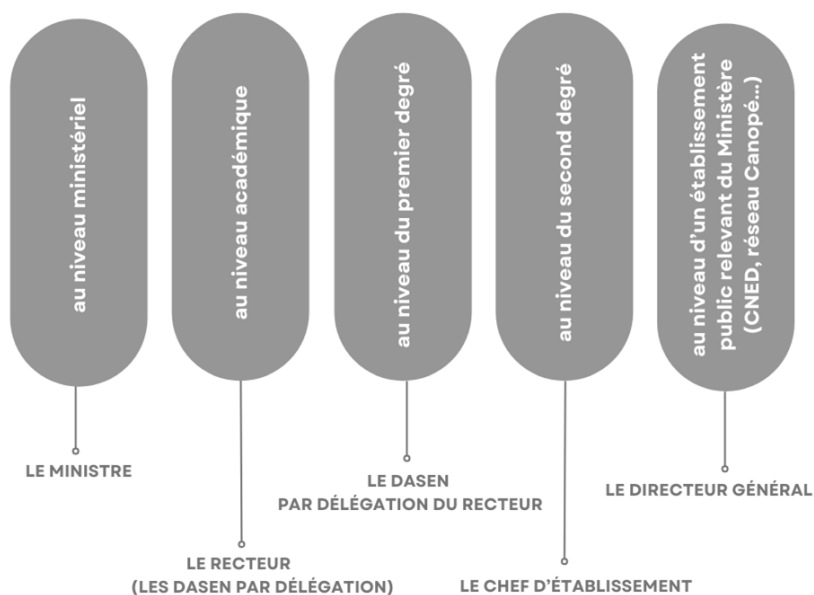 au niveau ministériel
au niveau académique
au niveau du premier degré
au niveau du second degré
au niveau d'un établissement
public relevant du Ministère
(CNED, réseau Canopé...)
LE MINISTRE
LE RECTEUR
(LES DASEN PAR DÉLÉGATION)
LE DASEN
PAR DÉLÉGATION DU RECTEUR
LE CHEF D'ÉTABLISSEMENT
LE DIRECTEUR GÉNÉRAL